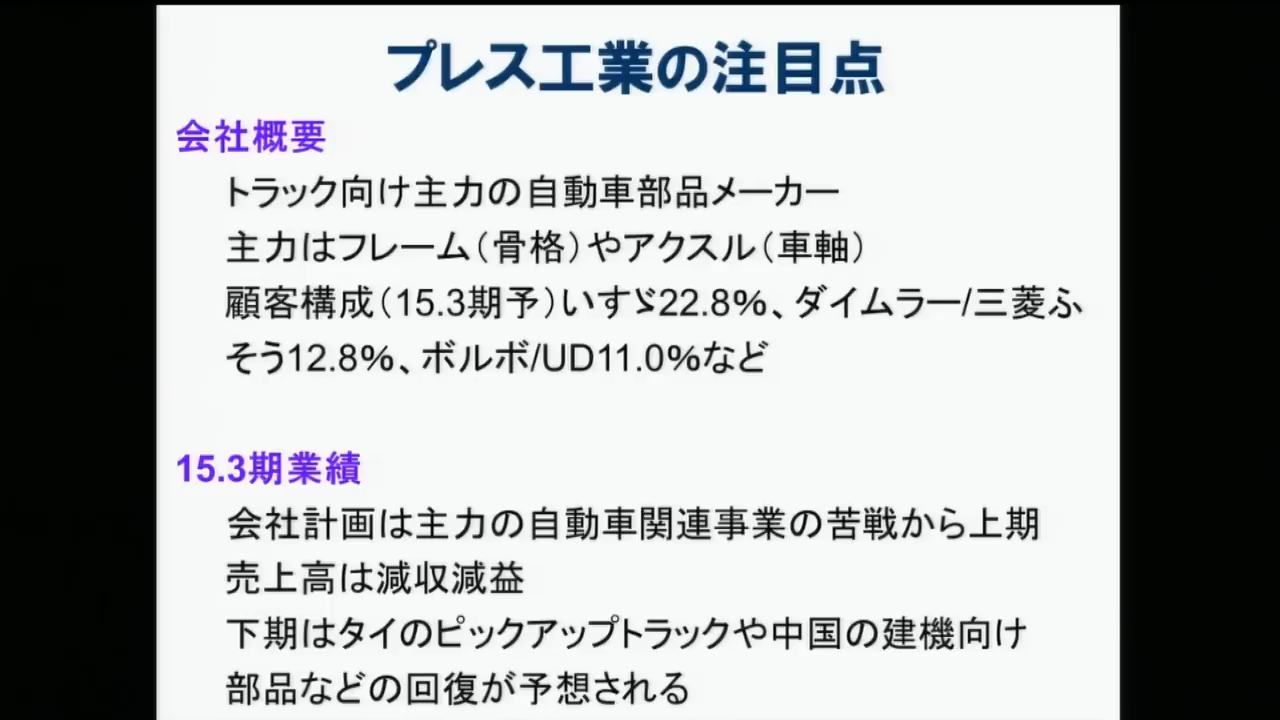 プレス工業の注目点
会社概要
トラック向け主力の自動車部品メーカー
主力はフレーム（骨格）やアクスル（車軸）
顧客構成（15.3期予）いすゞ22.8%、ダイムラー/三菱ふ
そう12.8%、ボルボ/UD11.0%など
15.3期業績
会社計画は主力の自動車関連事業の苦戦から上期
売上高は減収減益
下期はタイのピックアップトラックや中国の建機向け
部品などの回復が予想される